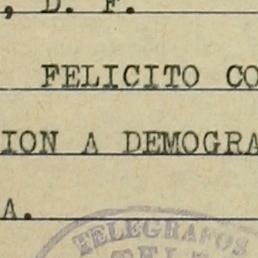 , D. F.
FELICITO CO
ION A DEMOGRA
A.
TELEGRAFOS